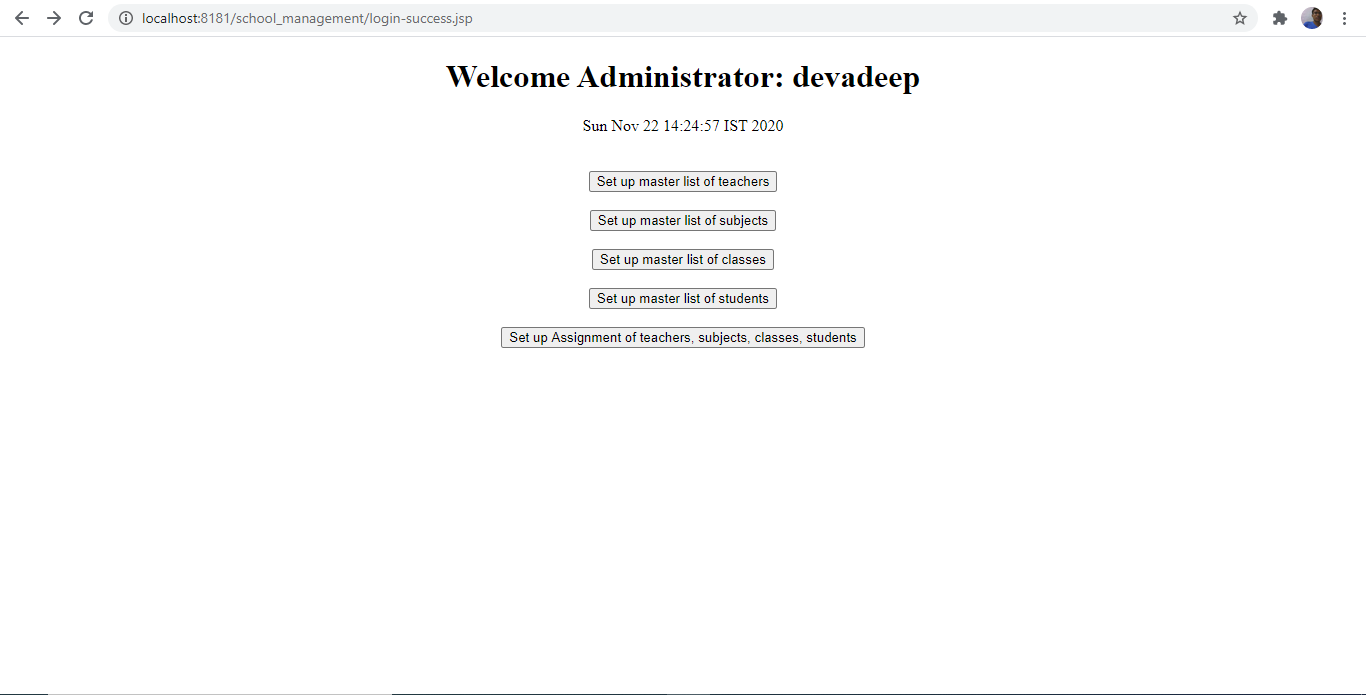 localhost:8181/school_management/login-success.jsp
Welcome Administrator: devadeep
Sun Nov 22 14:24:57 IST 2020
Set up master list of teachers
Set up master list of subjects
Set up master list of classes
Set up master list of students
Set up Assignment of teachers, subjects, classes, students